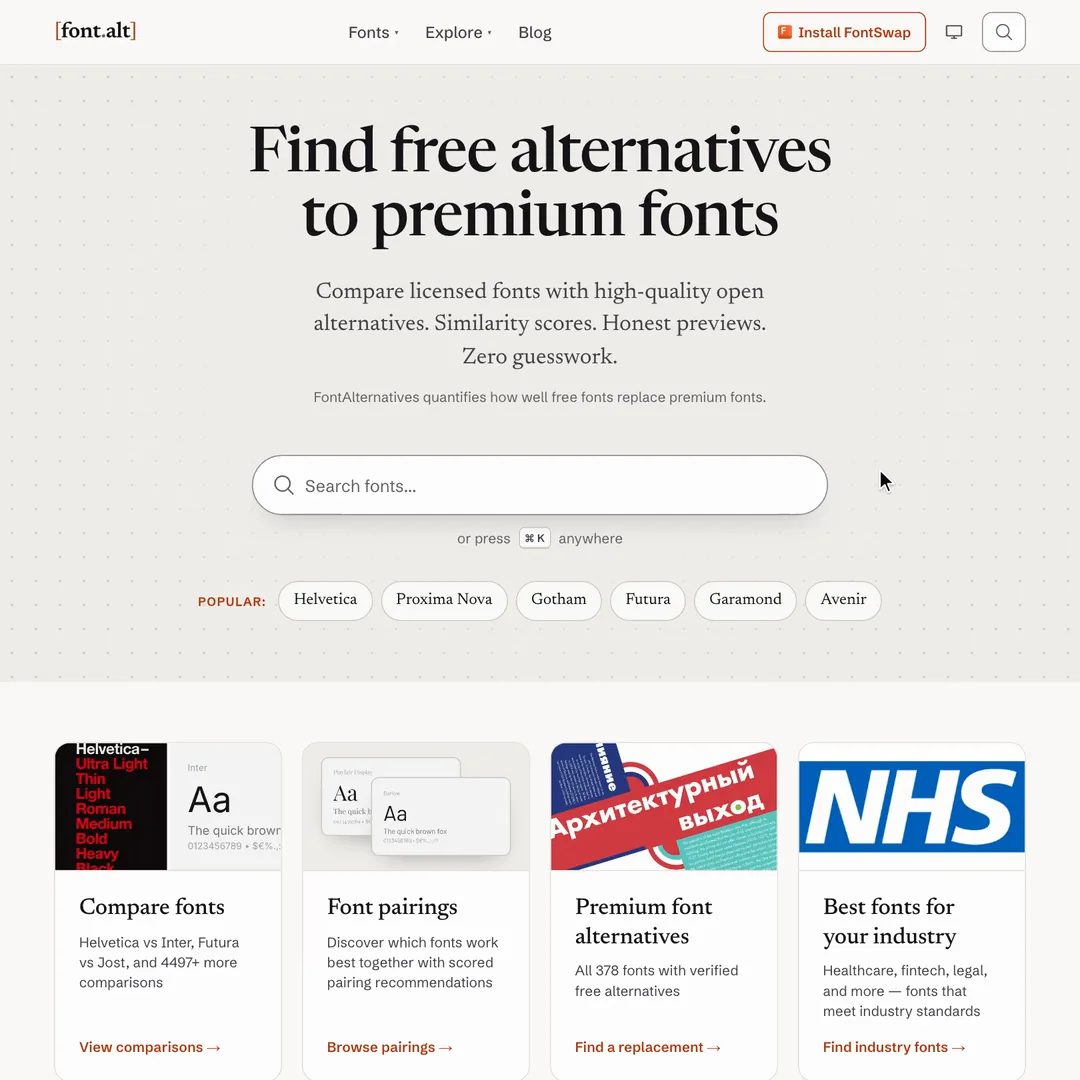 [font.alt]
Fonts
Explore
Blog
Install FontSwap
Find free alternatives
to premium fonts
Compare licensed fonts with high-quality open
alternatives. Similarity scores. Honest previews.
Zero guesswork.
FontAlternatives quantifies how well free fonts replace premium fonts.
Search fonts...
or press ⌘ K anywhere
POPULAR:
Helvetica
Proxima Nova
Gotham
Futura
Garamond
Avenir
Helvetica–
Ultra Light
Thin
Light
Roman
Medium
Bold
Heavy
Black
Inter
Aa
The quick brown
0123456789 • $€%.,:
Compare fonts
Helvetica vs Inter, Futura
vs Jost, and 4497+ more
comparisons
View comparisons →
Playfair Display
Aa
The quick
Barlow
Aa
The quick brown fox
Font pairings
Discover which fonts work
best together with scored
pairing recommendations
Browse pairings →
Архитектурный
выход
Premium font
alternatives
All 378 fonts with verified
free alternatives
Find a replacement →
NHS
Best fonts for
your industry
Healthcare, fintech, legal,
and more — fonts that
meet industry standards
Find industry fonts →